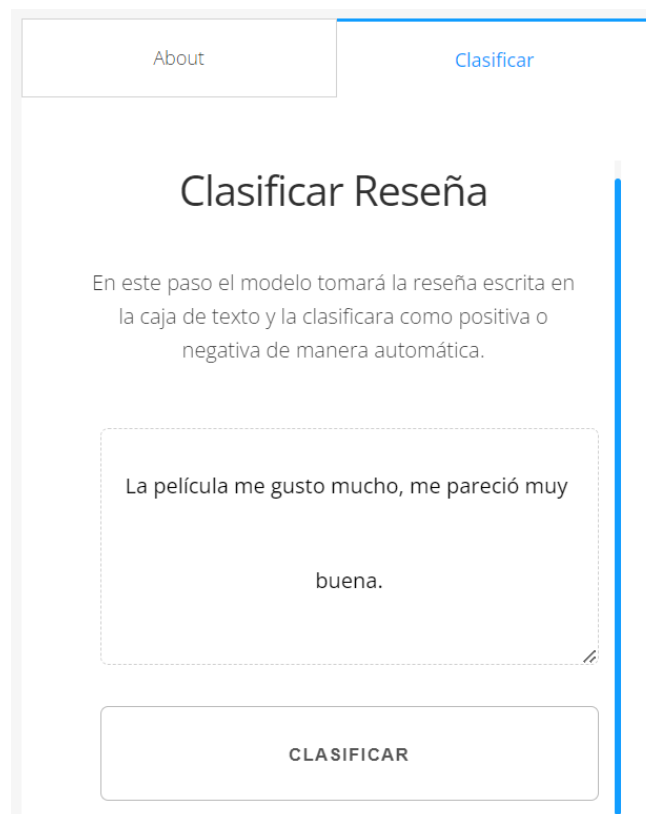 About
Clasificar
Clasificar Reseña
En este paso el modelo tomará la reseña escrita en
la caja de texto y la clasificara como positiva o
negativa de manera automática.
La película me gusto mucho, me pareció muy
buena.
CLASIFICAR